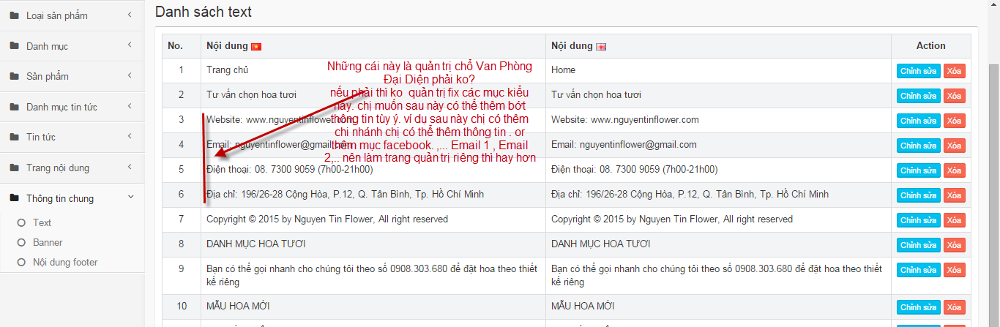 Loại sản phẩm
Danh mục
Sản phẩm
Danh mục tin tức
Tin tức
Trang nội dung
Thông tin chung
Text
Banner
Nội dung footer
Danh sách text
No. Nội dung Nội dung Action
1 Trang chủ Home Chỉnh sửa Xóa
2 Tư vấn chọn hoa tươi Tư vấn chọn hoa tươi Chỉnh sửa Xóa
3 Website: www.nguyentinflower.com Website: www.nguyentinflower.com Chỉnh sửa Xóa
4 Email: nguyentinflower@gmail.com Email: nguyentinflower@gmail.com Chỉnh sửa Xóa
5 Điện thoại: 08. 7300 9059 (7h00-21h00) Điện thoại: 08. 7300 9059 (7h00-21h00) Chỉnh sửa Xóa
6 Địa chỉ: 196/26-28 Cộng Hòa, P.12, Q. Tân Bình, Tp. Hồ Chí Minh Địa chỉ: 196/26-28 Cộng Hòa, P.12, Q. Tân Bình, Tp. Hồ Chí Minh Chỉnh sửa Xóa
7 Copyright © 2015 by Nguyen Tin Flower, All right reserved Copyright © 2015 by Nguyen Tin Flower, All right reserved Chỉnh sửa Xóa
8 DANH MỤC HOA TƯƠI DANH MỤC HOA TƯƠI Chỉnh sửa Xóa
9 Bạn có thể gọi nhanh cho chúng tôi theo số 0908.303.680 để đặt hoa theo thiết Bạn có thể gọi nhanh cho chúng tôi theo số 0908.303.680 để đặt hoa theo thiết Chỉnh sửa Xóa
kế riêng kế riêng
10 MẪU HOA MỚI MẪU HOA MỚI Chỉnh sửa Xóa
Những cái này là quản trị chổ Van Phòng
Đại Diện phải ko?
nếu phải thì ko quản trị fix các mục kiểu
này. chị muốn sau này có thể thêm bớt
thông tin tùy ý. ví dụ sau này chị có thêm
chi nhánh chị có thể thêm thông tin . or
thêm mục facebook. ,... Email 1 , Email
2,.. nên làm trang quản trị riêng thì hay hơn